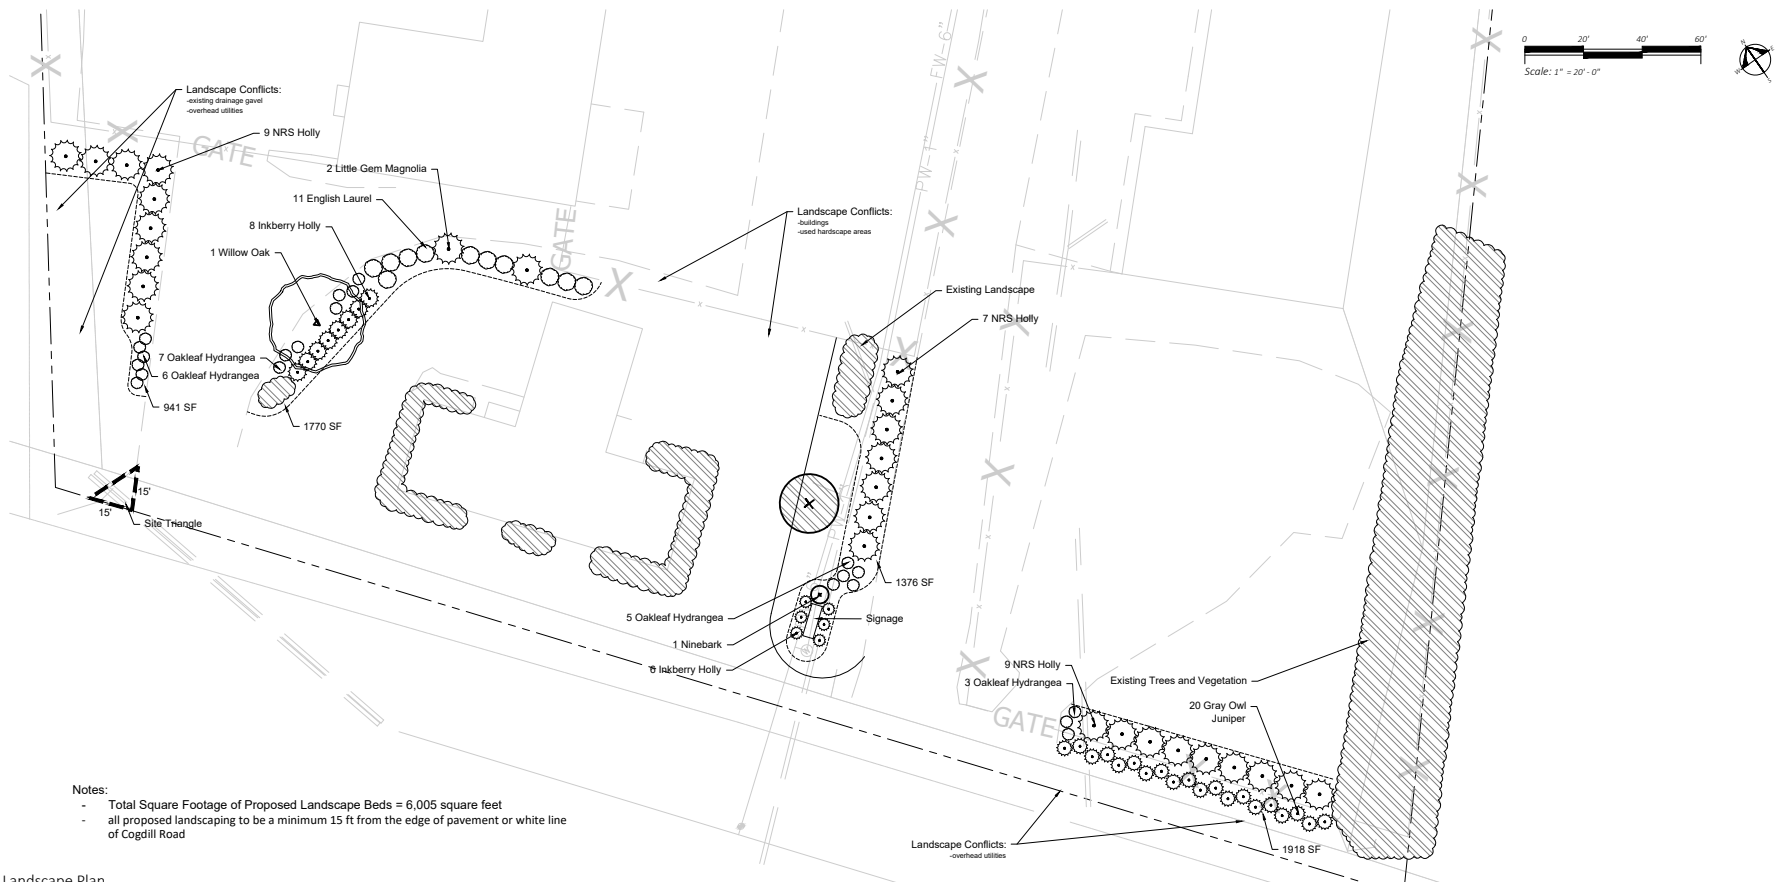 0 20' 40' 60'
Scale: 1" = 20'- 0"
N
E
S
W
Landscape Conflicts:
-existing drainage gavel
-overhead utilities
9 NRS Holly
GATE
2 Little Gem Magnolia
11 English Laurel
8 Inkberry Holly
1 Willow Oak
GATE
Landscape Conflicts:
-buildings
-used hardscape areas
FW-6"
PW-1"
Existing Landscape
7 NRS Holly
7 Oakleaf Hydrangea
6 Oakleaf Hydrangea
941 SF
1770 SF
15'
15'
Site Triangle
1376 SF
5 Oakleaf Hydrangea
Signage
1 Ninebark
6 Inkberry Holly
9 NRS Holly
3 Oakleaf Hydrangea
Existing Trees and Vegetation
20 Gray Owl
Juniper
GATE
Landscape Conflicts:
-overhead utilities
1918 SF
Notes:
- Total Square Footage of Proposed Landscape Beds = 6,005 square feet
- all proposed landscaping to be a minimum 15 ft from the edge of pavement or white line
of Cogdill Road
Landscape Plan